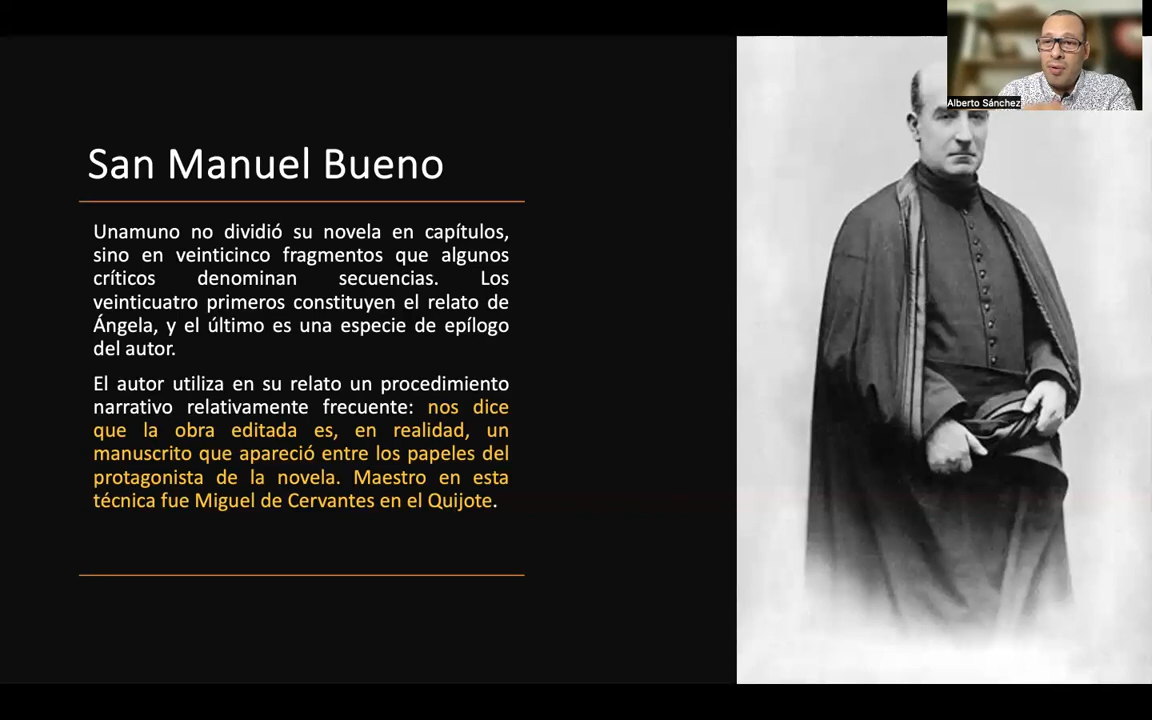 Alberto Sánchez
San Manuel Bueno
Unamuno no dividió su novela en capítulos,
sino en veinticinco fragmentos que algunos
críticos denominan secuencias. Los
veinticuatro primeros constituyen el relato de
Ángela, y el último es una especie de epílogo
del autor.
El autor utiliza en su relato un procedimiento
narrativo relativamente frecuente: nos dice
que la obra editada es, en realidad, un
manuscrito que apareció entre los papeles del
protagonista de la novela. Maestro en esta
técnica fue Miguel de Cervantes en el Quijote.